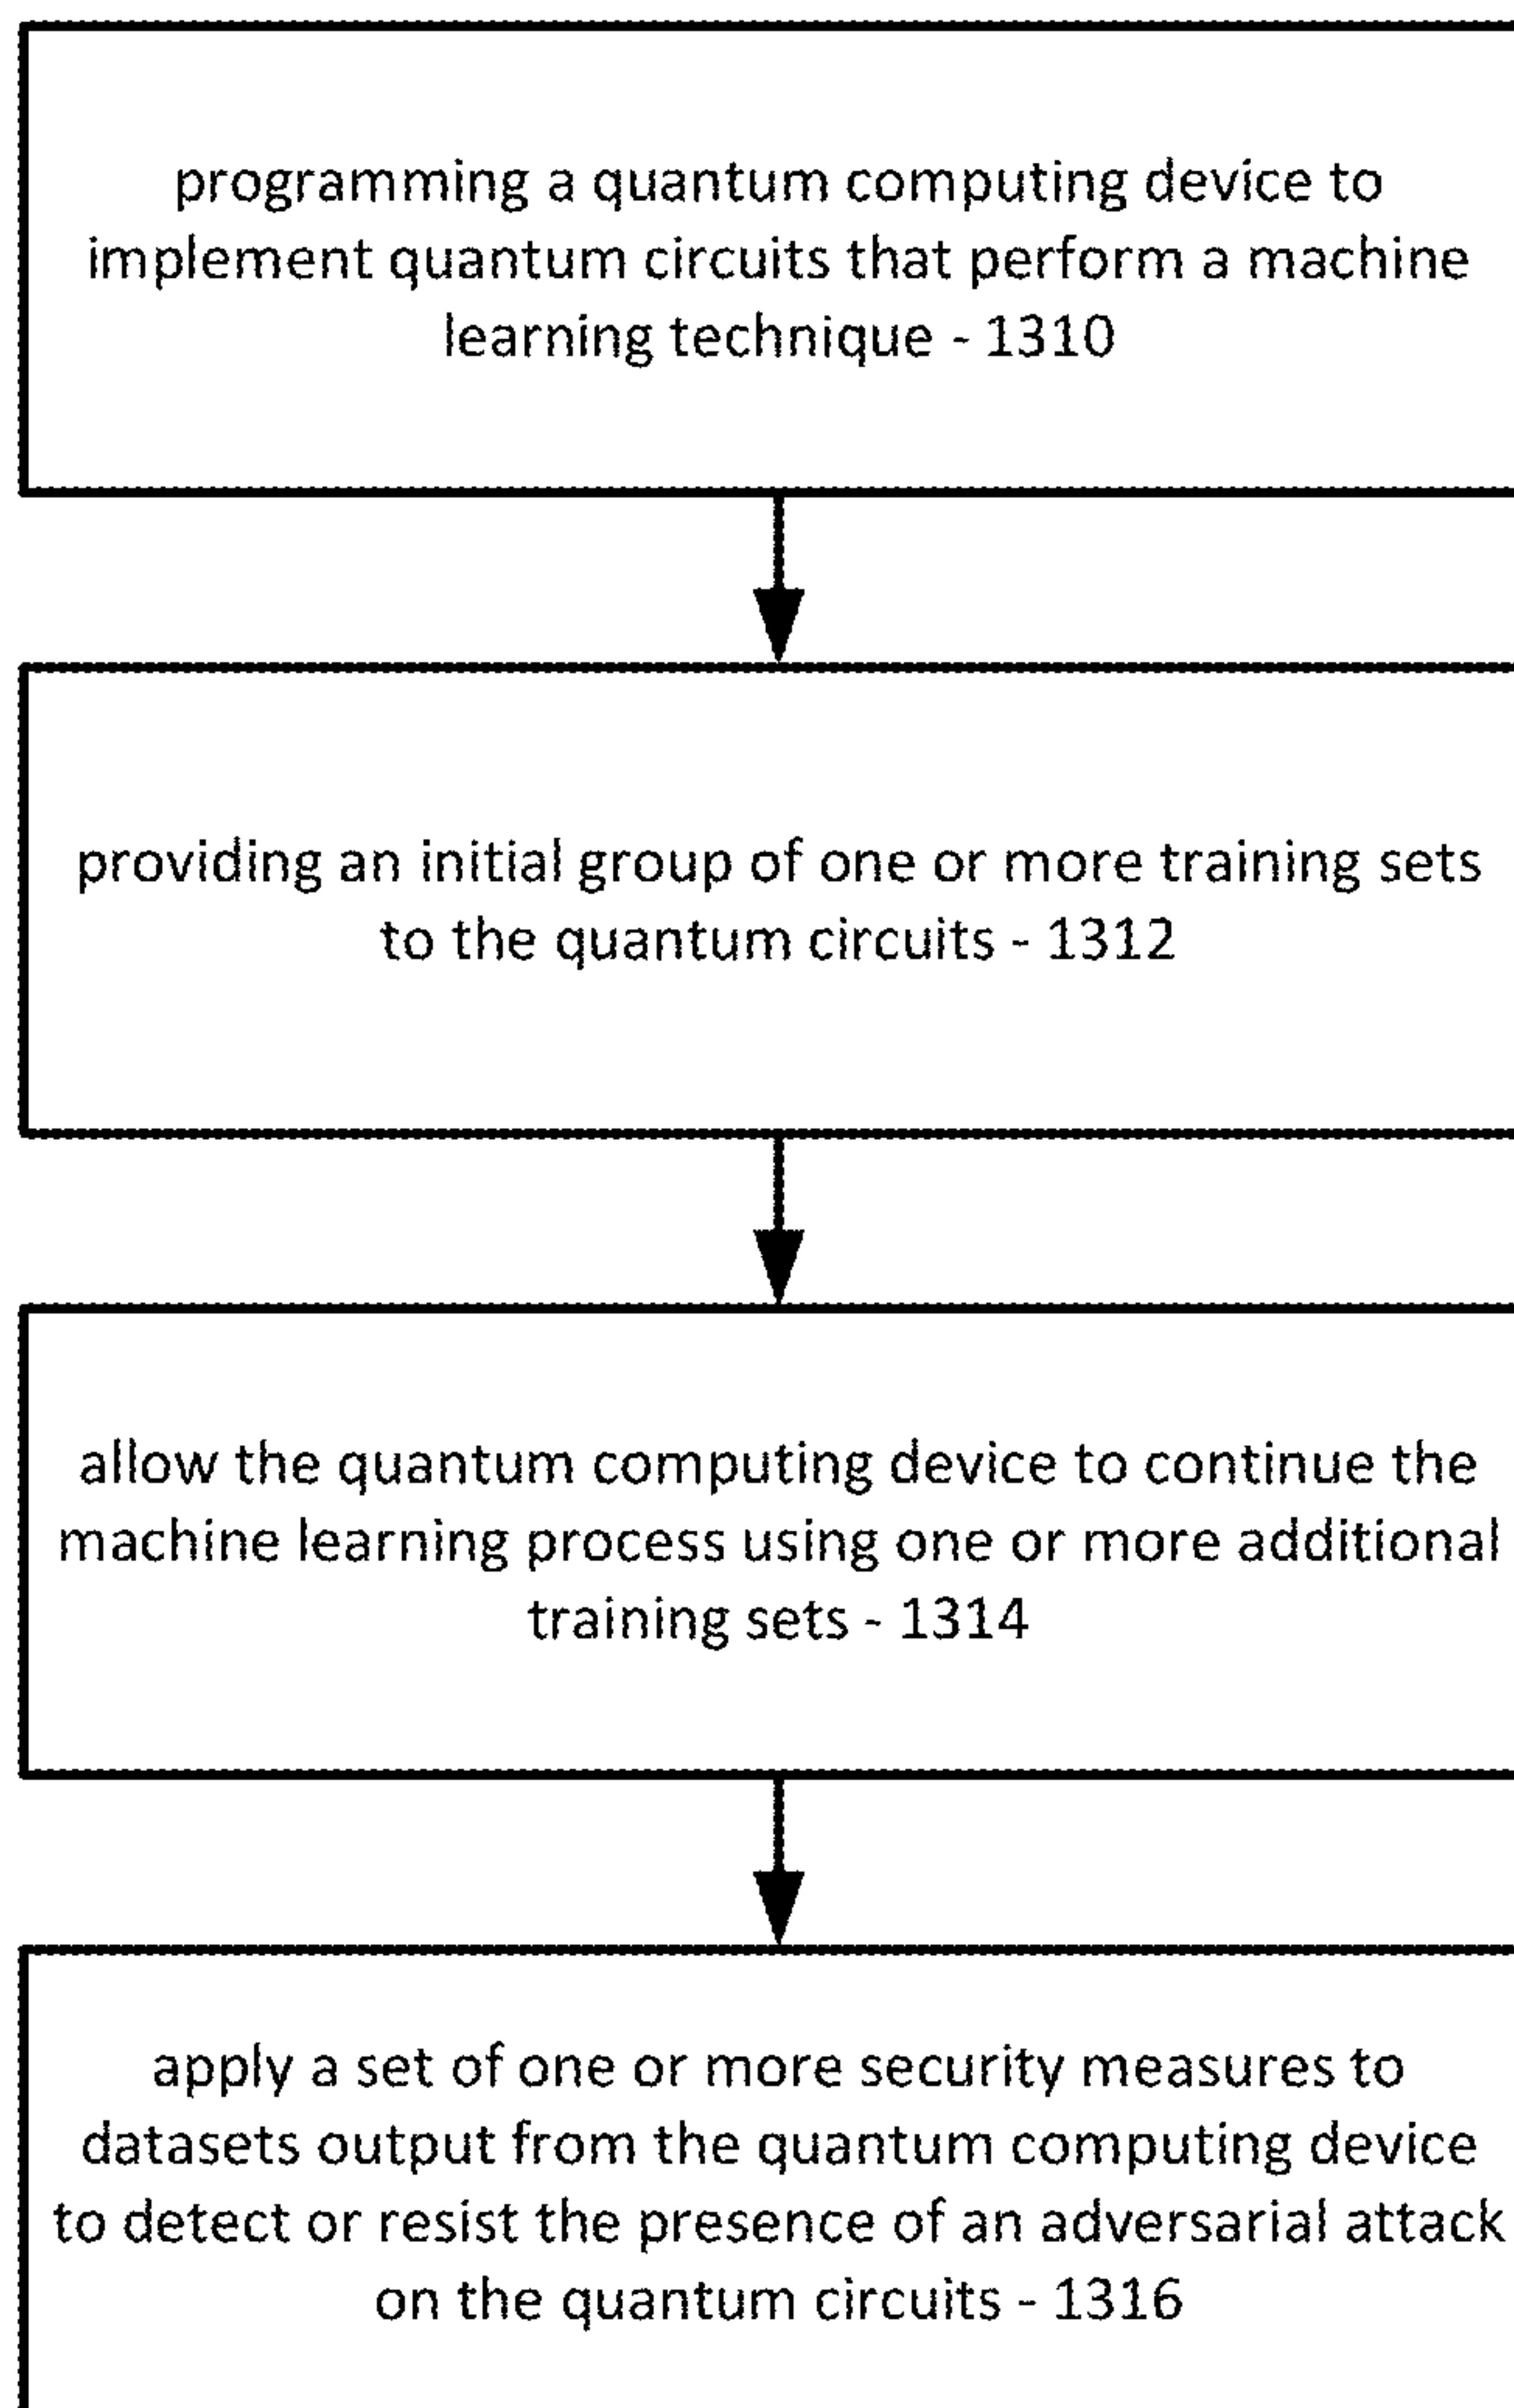 programming a quantum computing device to
implement quantum circuits that perform a machine
learning technique - 1310
providing an initial group of one or more training sets
to the quantum circuits - 1312
allow the quantum computing device to continue the
machine learning process using one or more additional
training sets - 1314
apply a set of one or more security measures to
datasets output from the quantum computing device
to detect or resist the presence of an adversarial attack
on the quantum circuits - 1316